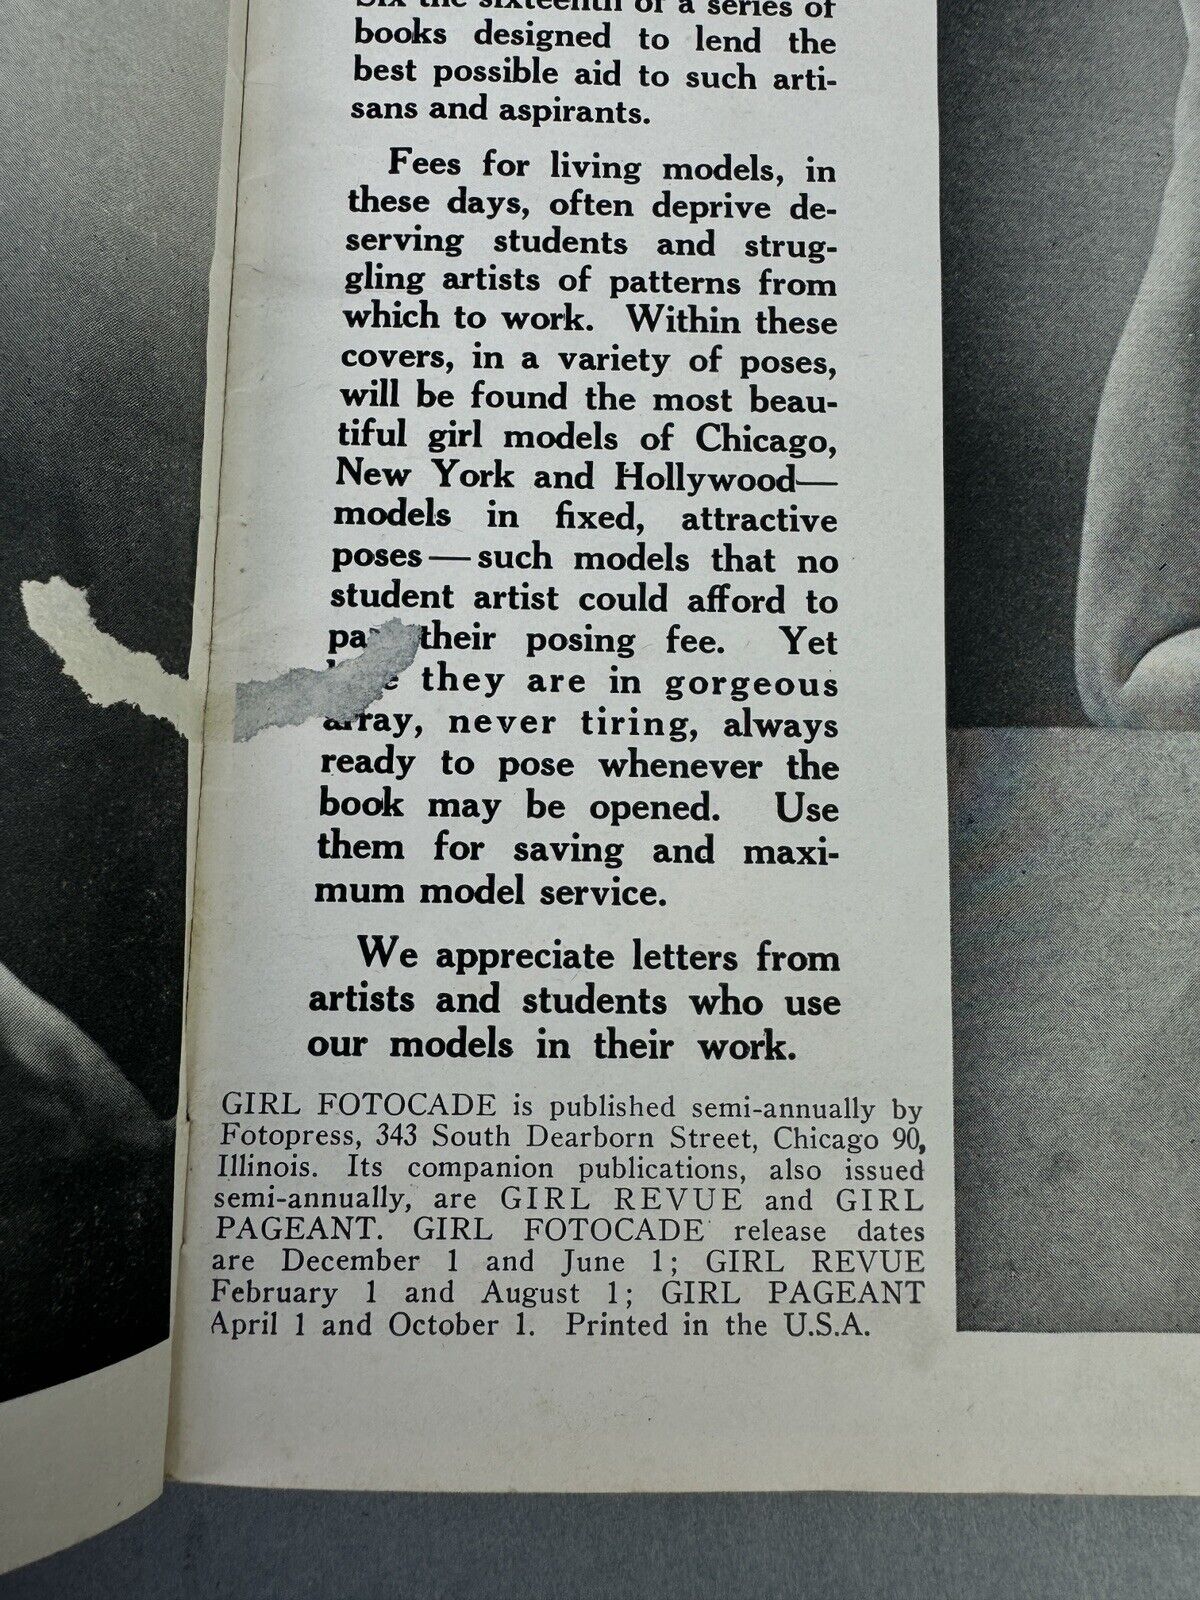 Six the sixteenth of a series of
books designed to lend the
best possible aid to such arti-
sans and aspirants.
Fees for living models, in
these days, often deprive de-
serving students and strug-
gling artists of patterns from
which to work. Within these
covers, in a variety of poses,
will be found the most beau-
tiful girl models of Chicago,
New York and Hollywood—
models in fixed, attractive
poses—such models that no
student artist could afford to
their posing fee. Yet
they are in gorgeous
array, never tiring, always
ready to pose whenever the
book may be opened. Use
them for saving and maxi-
mum model service.
We appreciate letters from
artists and students who use
our models in their work.
GIRL FOTOCADE is published semi-annually by
Fotopress, 343 South Dearborn Street, Chicago 90,
Illinois. Its companion publications, also issued
semi-annually, are GIRL REVUE and GIRL
PAGEANT. GIRL FOTOCADE release dates
are December 1 and June 1; GIRL REVUE
February 1 and August 1; GIRL PAGEANT
April 1 and October 1. Printed in the U.S.A.